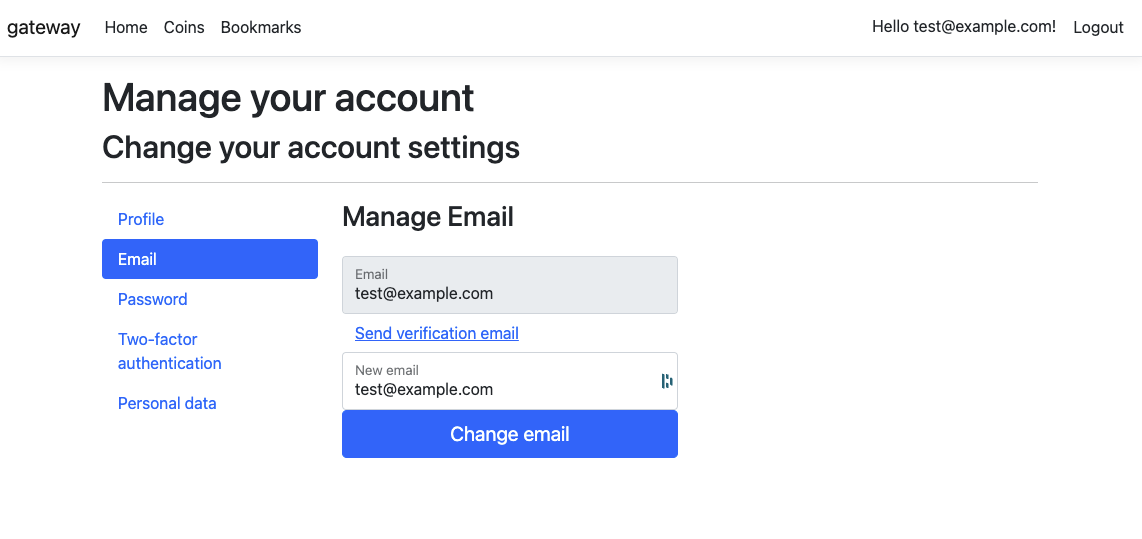 gateway Home Coins Bookmarks Hello test@example.com! Logout
Manage your account
Change your account settings
Profile
Email
Password
Two-factor
authentication
Personal data
Manage Email
Email
test@example.com
Send verification email
New email
test@example.com
Change email